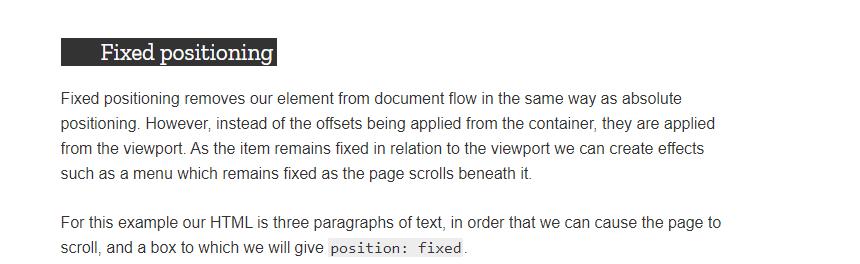 Fixed positioning
Fixed positioning removes our element from document flow in the same way as absolute
positioning. However, instead of the offsets being applied from the container, they are applied
from the viewport. As the item remains fixed in relation to the viewport we can create effects
such as a menu which remains fixed as the page scrolls beneath it.
For this example our HTML is three paragraphs of text, in order that we can cause the page to
scroll, and a box to which we will give position: fixed.